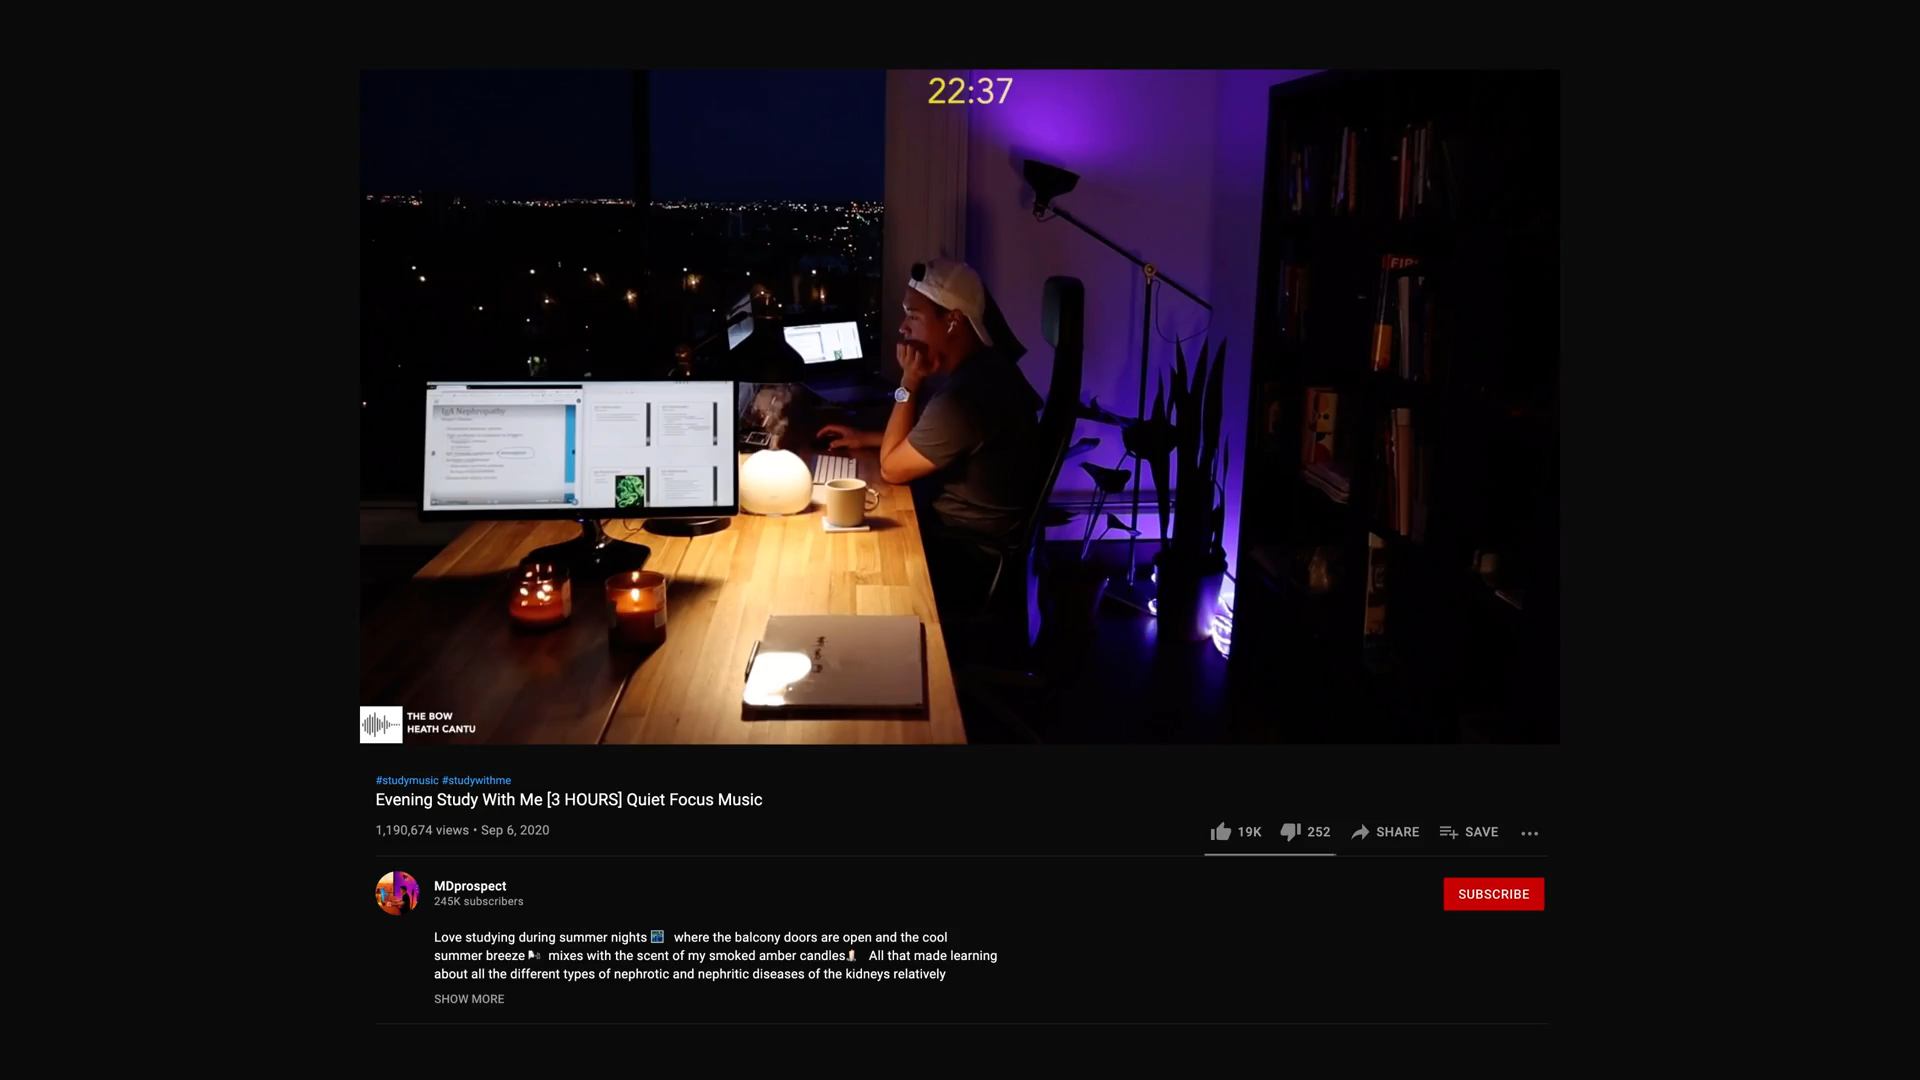 22:37
FIR
IgA Nephropathy
THE BOW
HEATH CANTU
#studymusic #studywithme
Evening Study With Me [3 HOURS] Quiet Focus Music
1,190,674 views • Sep 6, 2020
19K 252 SHARE SAVE
MDprospect
245K subscribers
SUBSCRIBE
Love studying during summer nights 🌃 where the balcony doors are open and the cool
summer breeze 🌬 mixes with the scent of my smoked amber candles🕯 All that made learning
about all the different types of nephrotic and nephritic diseases of the kidneys relatively
SHOW MORE